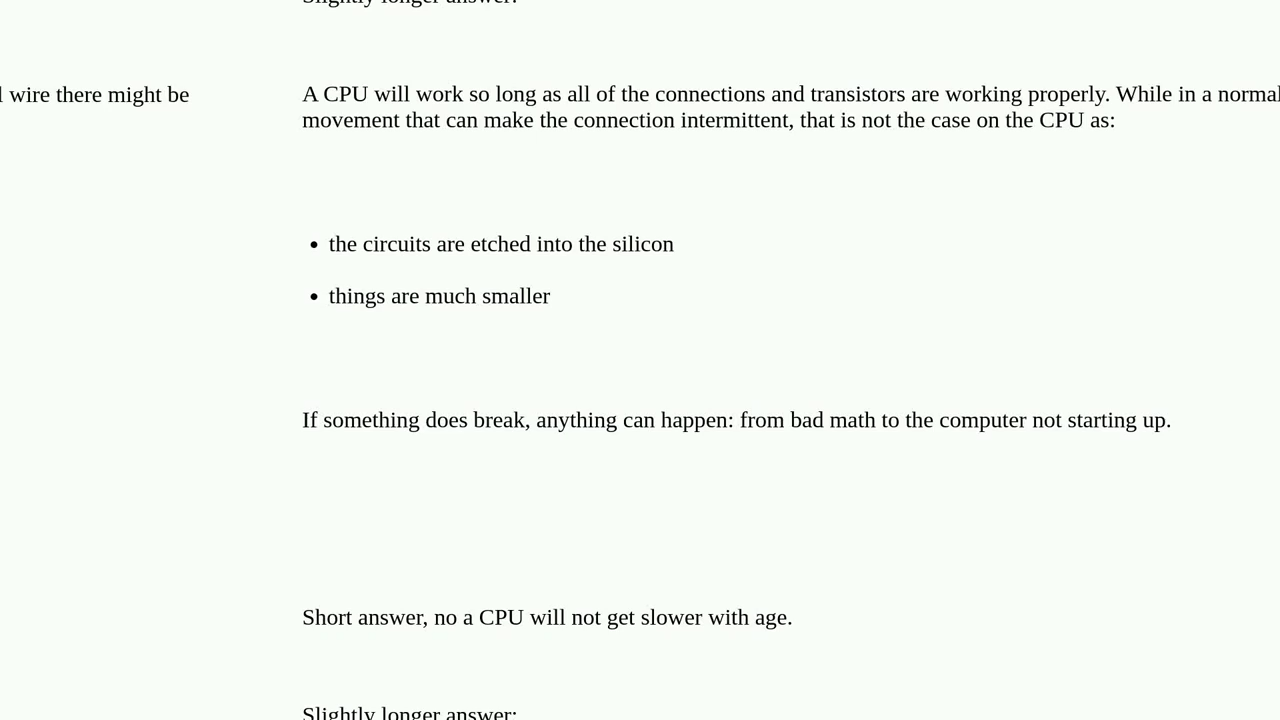 Slightly longer answer:
l wire there might be
A CPU will work so long as all of the connections and transistors are working properly. While in a normal
movement that can make the connection intermittent, that is not the case on the CPU as:
• the circuits are etched into the silicon
• things are much smaller
If something does break, anything can happen: from bad math to the computer not starting up.
Short answer, no a CPU will not get slower with age.
Slightly longer answer: